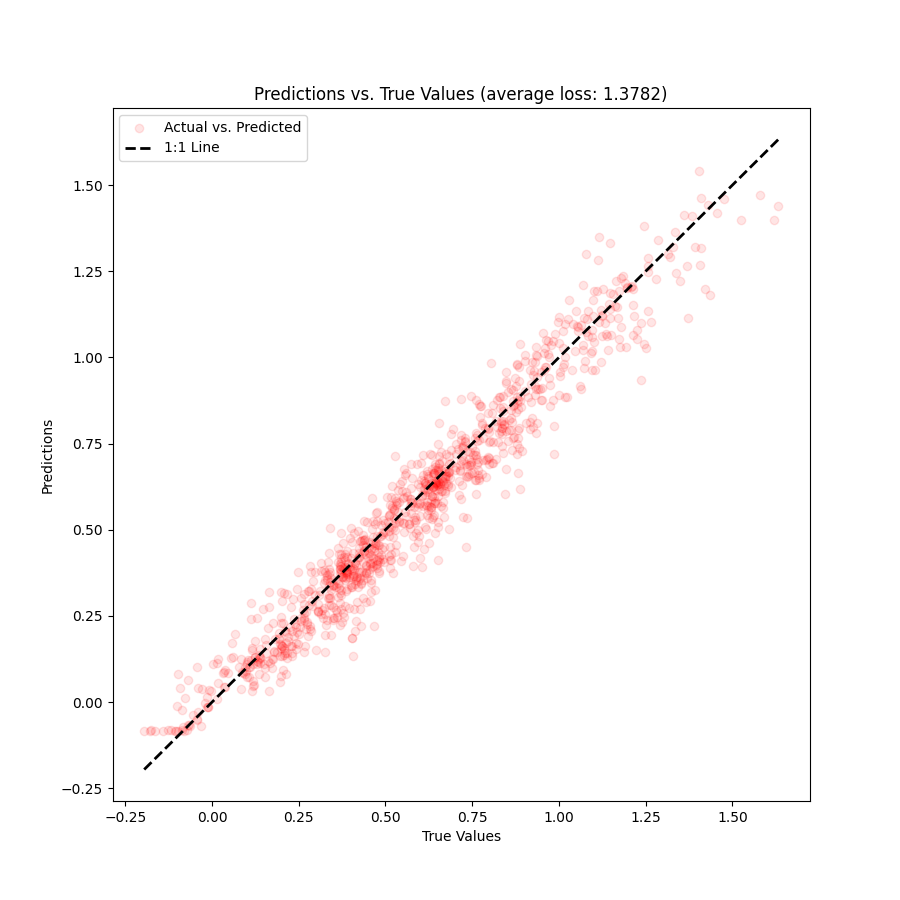 Predictions vs. True Values (average loss: 1.3782)
Actual vs. Predicted
1:1 Line
1.50
1.25
1.00
0.75
0.50
0.25
0.00
−0.25
Predictions
−0.25 0.00 0.25 0.50 0.75 1.00 1.25 1.50
True Values